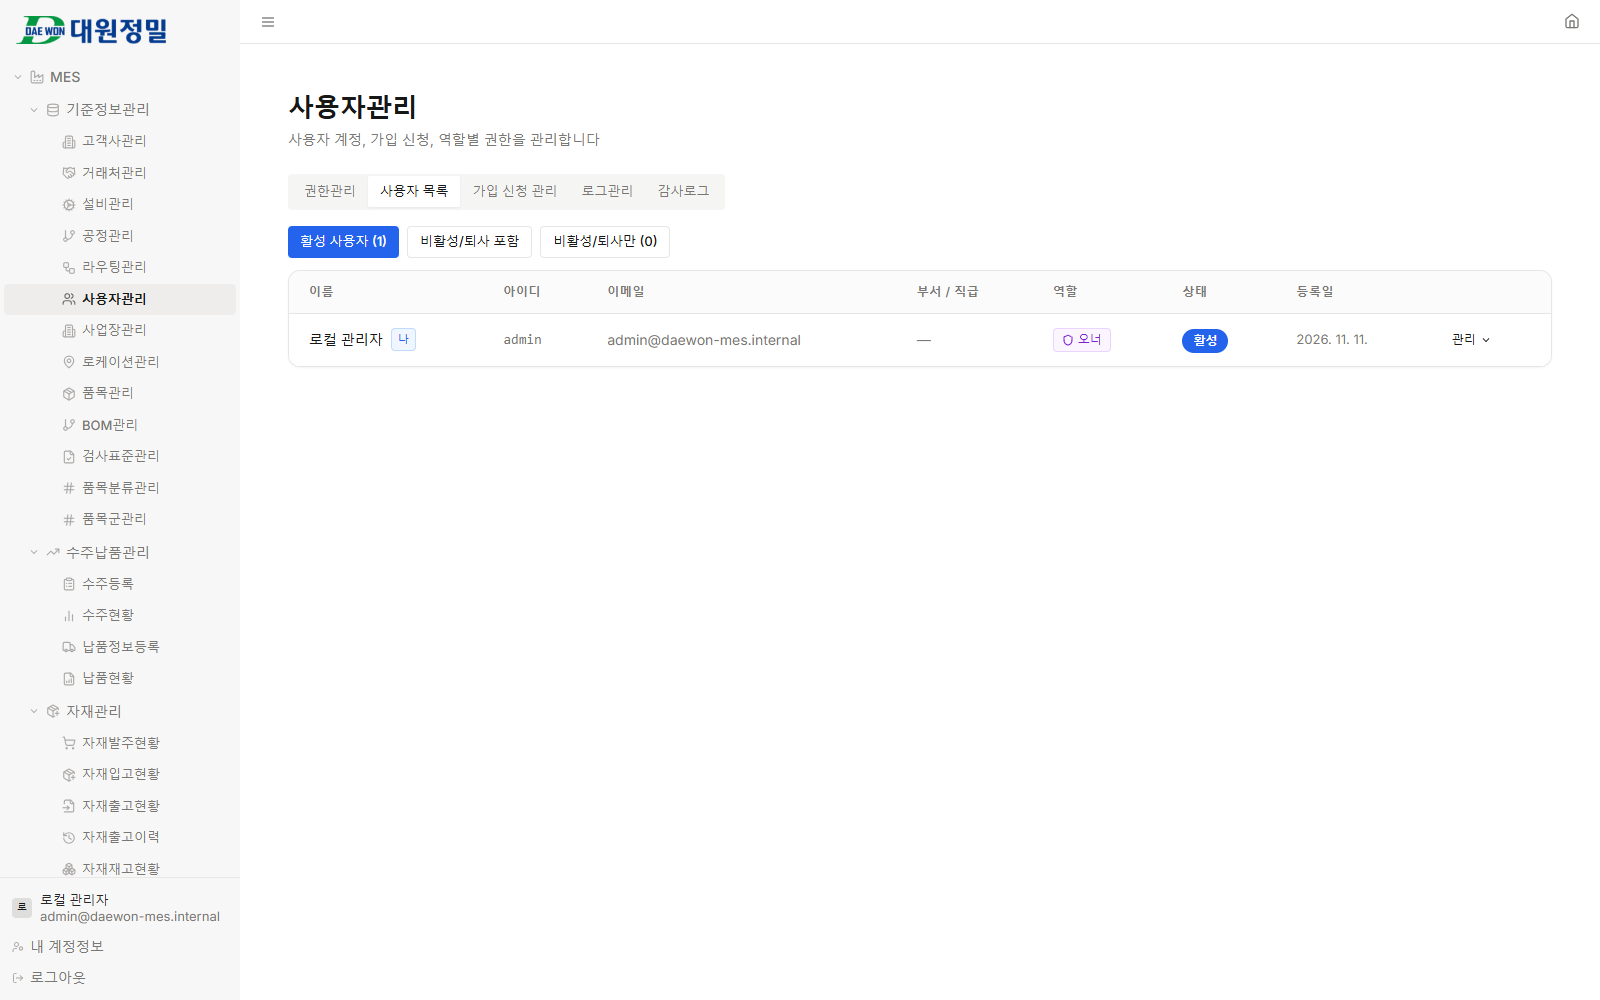 DAE WON 대원정밀
MES
기준정보관리
고객사관리
거래처관리
설비관리
공정관리
라우팅관리
사용자관리
사업장관리
로케이션관리
품목관리
BOM관리
검사표준관리
품목분류관리
품목군관리
수주납품관리
수주등록
수주현황
납품정보등록
납품현황
자재관리
자재발주현황
자재입고현황
자재출고현황
자재출고이력
자재재고현황
로 로컬 관리자
admin@daewon-mes.internal
내 계정정보
로그아웃
사용자관리
사용자 계정, 가입 신청, 역할별 권한을 관리합니다
권한관리 사용자 목록 가입 신청 관리 로그관리 감사로그
활성 사용자 (1) 비활성/퇴사 포함 비활성/퇴사만 (0)
이름 아이디 이메일 부서 / 직급 역할 상태 등록일
로컬 관리자 나 admin admin@daewon-mes.internal — 오너 활성 2026. 11. 11. 관리